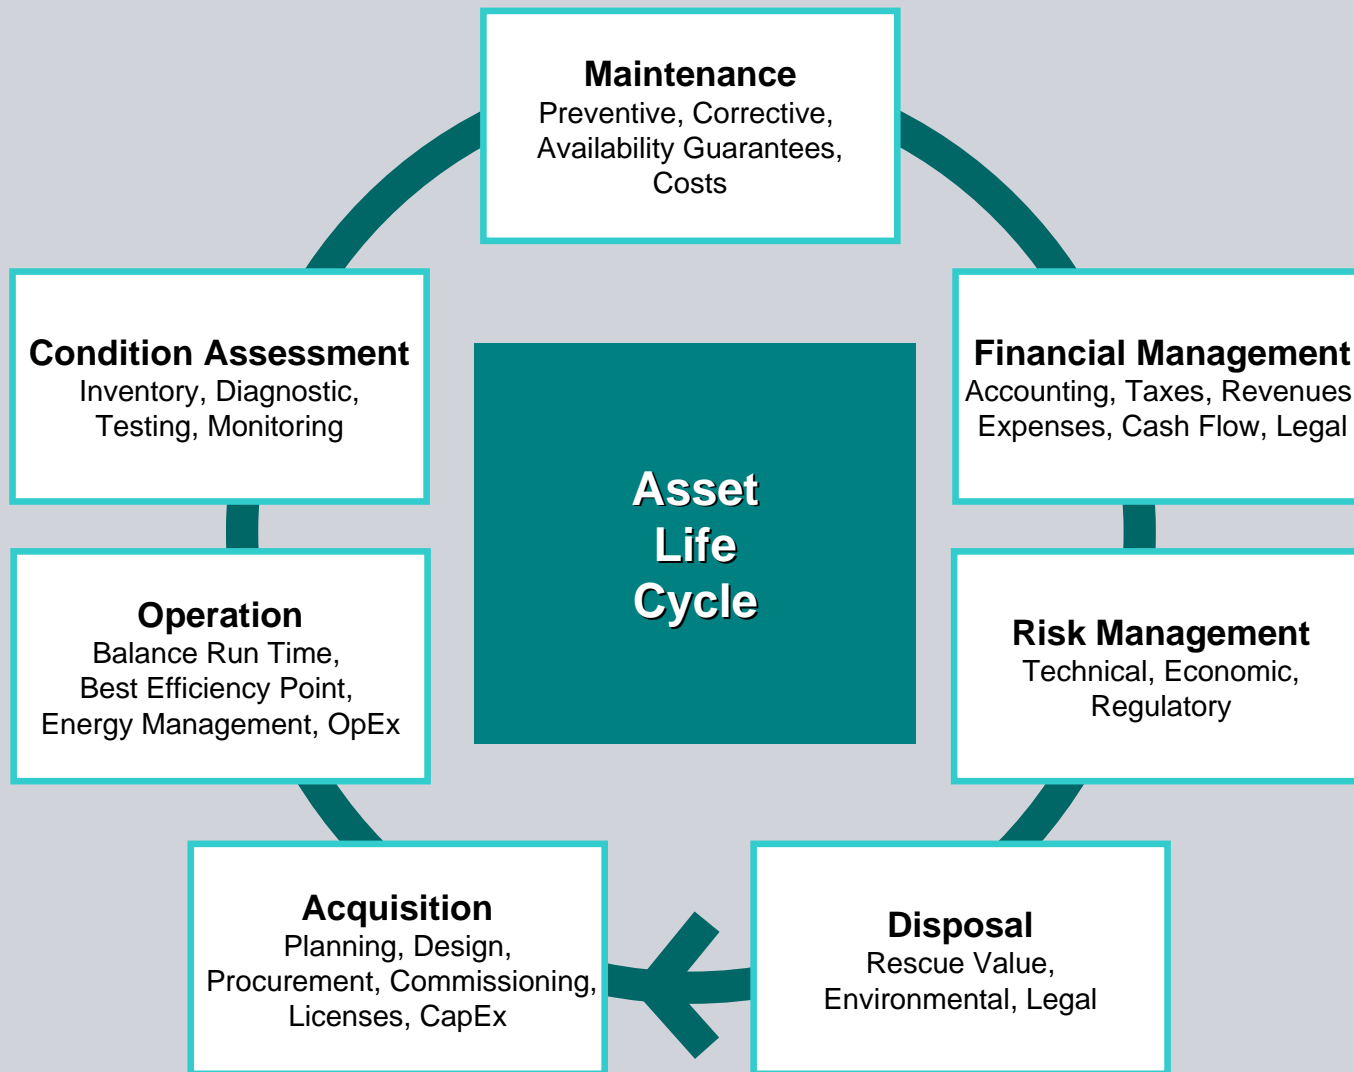 Maintenance
Preventive, Corrective,
Availability Guarantees,
Costs
Condition Assessment
Inventory, Diagnostic,
Testing, Monitoring
Financial Management
Accounting, Taxes, Revenues
Expenses, Cash Flow, Legal
Asset
Life
Cycle
Operation
Balance Run Time,
Best Efficiency Point,
Energy Management, OpEx
Risk Management
Technical, Economic,
Regulatory
Acquisition
Planning, Design,
Procurement, Commissioning,
Licenses, CapEx
Disposal
Rescue Value,
Environmental, Legal